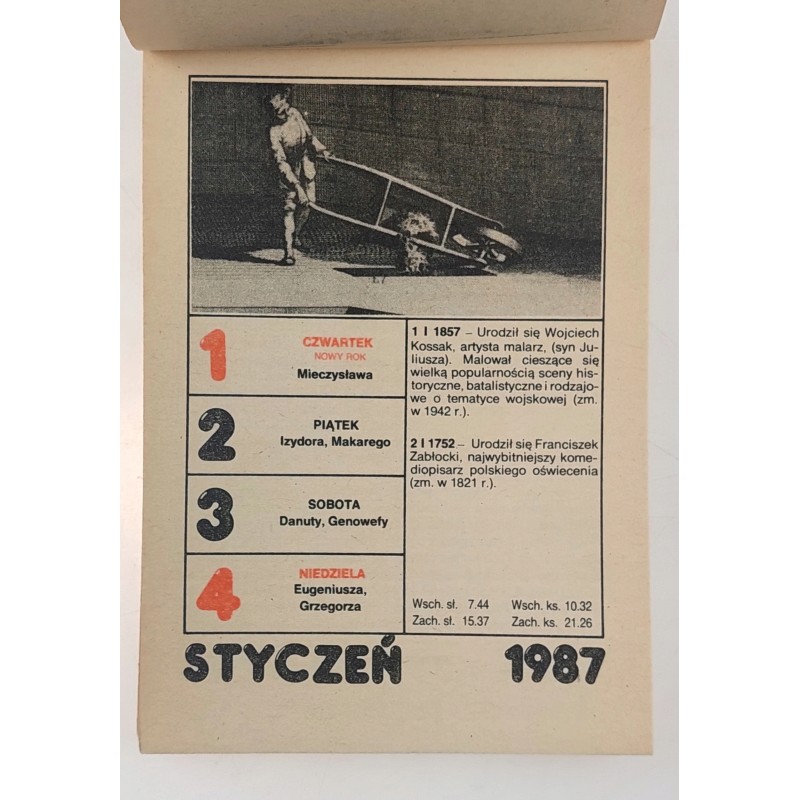 1
CZWARTEK
NOWY ROK
Mieczysława
2
PIĄTEK
Izydora, Makarego
3
SOBOTA
Danuty, Genowefy
4
NIEDZIELA
Eugeniusza,
Grzegorza
1 I 1857 – Urodził się Wojciech
Kossak, artysta malarz, (syn Ju-
liusza). Malował cieszące się
wielką popularnością sceny his-
toryczne, batalistyczne i rodzajo-
we o tematyce wojskowej (zm.
w 1942 r.).
2 I 1752 – Urodził się Franciszek
Zabłocki, najwybitniejszy kome-
diopisarz polskiego oświecenia
(zm. w 1821 r.).
Wsch. sł. 7.44 Wsch. ks. 10.32
Zach. sł. 15.37 Zach. ks. 21.26
STYCZEŃ 1987